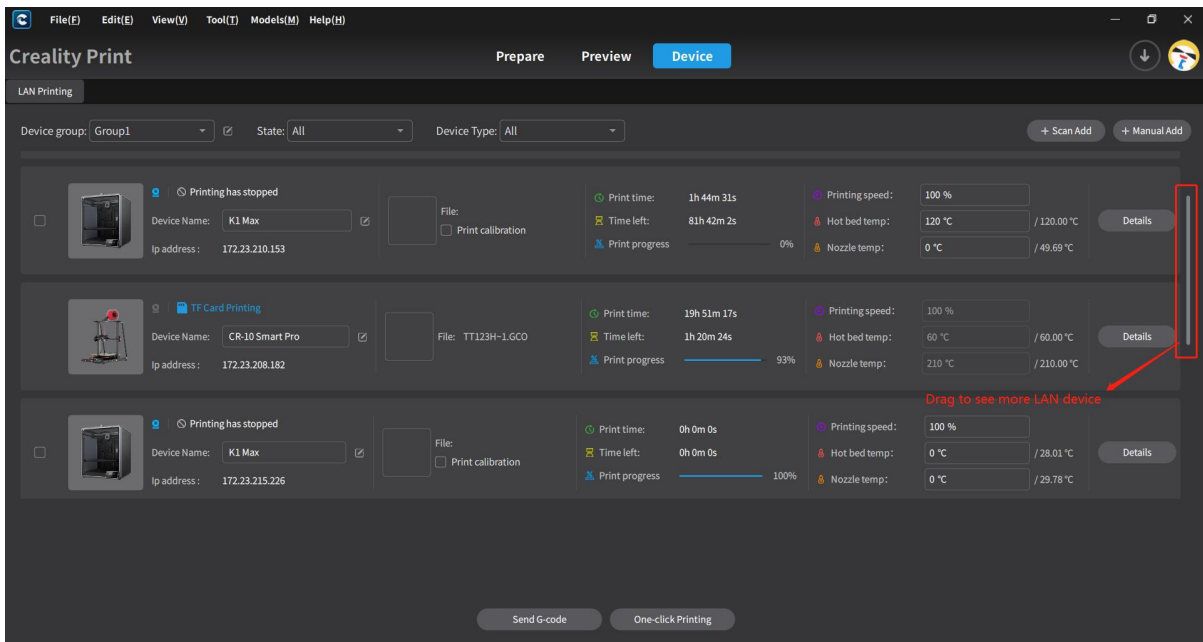 File(F) Edit(E) View(V) Tool(T) Models(M) Help(H)
Creality Print Prepare Preview Device
LAN Printing
Device group: Group1 State: All Device Type: All + Scan Add + Manual Add
Printing has stopped
Device Name: K1 Max
Ip address : 172.23.210.153
File:
Print calibration
Print time: 1h 44m 31s
Time left: 81h 42m 2s
Print progress 0%
Printing speed: 100 %
Hot bed temp: 120 °C / 120.00 °C
Nozzle temp: 0 °C / 49.69 °C
Details
TF Card Printing
Device Name: CR-10 Smart Pro
Ip address : 172.23.208.182
File: TT123H~1.GCO
Print time: 19h 51m 17s
Time left: 1h 20m 24s
Print progress 93%
Printing speed: 100 %
Hot bed temp: 60 °C / 60.00 °C
Nozzle temp: 210 °C / 210.00 °C
Details
Drag to see more LAN device
Printing has stopped
Device Name: K1 Max
Ip address : 172.23.215.226
File:
Print calibration
Print time: 0h 0m 0s
Time left: 0h 0m 0s
Print progress 100%
Printing speed: 100 %
Hot bed temp: 0 °C / 28.01 °C
Nozzle temp: 0 °C / 29.78 °C
Details
Send G-code One-click Printing